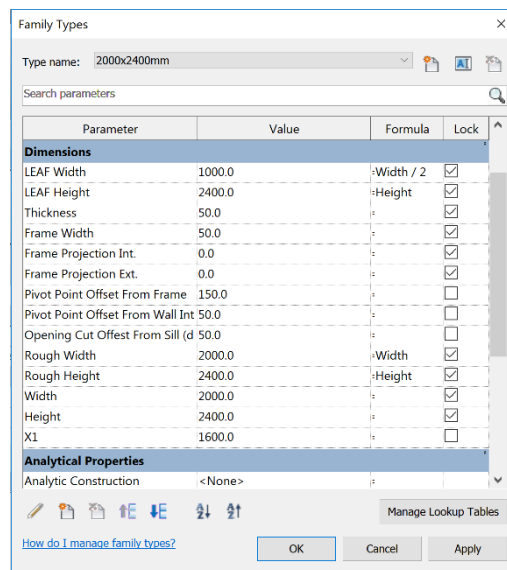 Family Types
Type name: 2000x2400mm
Search parameters
Parameter Value Formula Lock
Dimensions
LEAF Width 1000.0 =Width / 2
LEAF Height 2400.0 =Height
Thickness 50.0 =
Frame Width 50.0 =
Frame Projection Int. 0.0 =
Frame Projection Ext. 0.0 =
Pivot Point Offset From Frame 150.0 =
Pivot Point Offset From Wall Int 50.0 =
Opening Cut Offest From Sill (d 50.0 =
Rough Width 2000.0 =Width
Rough Height 2400.0 =Height
Width 2000.0 =
Height 2400.0 =
X1 1600.0 =
Analytical Properties
Analytic Construction <None> =
Manage Lookup Tables
How do I manage family types?
OK Cancel Apply